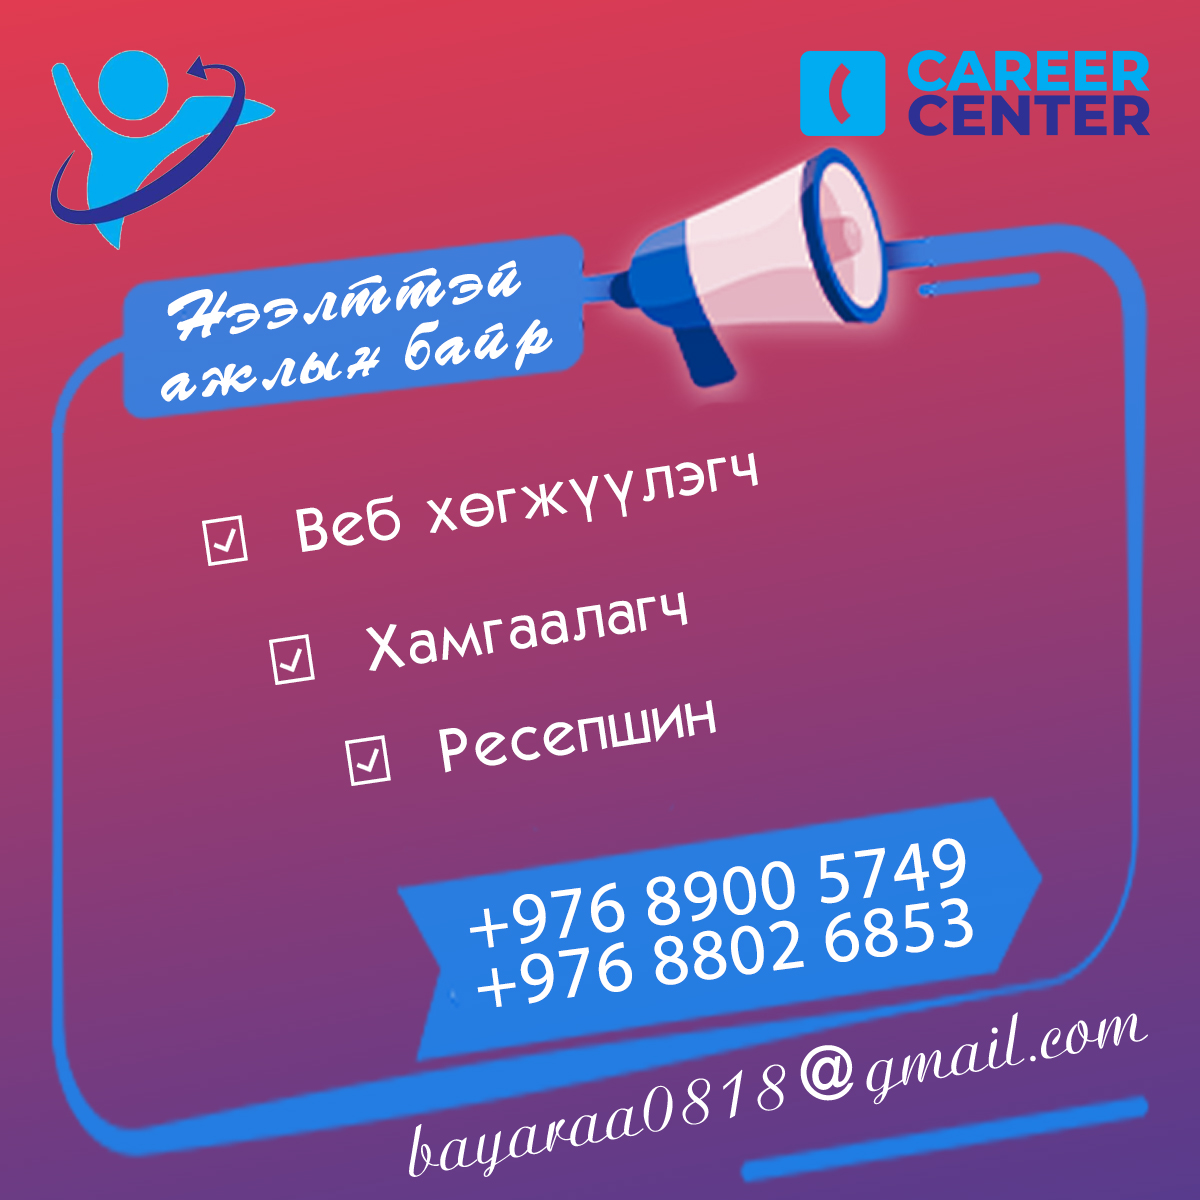 CAREER
CENTER
Нээлттэй
ажлын байр
Веб хөгжүүлэгч
Хамгаалагч
Ресепшин
+976 8900 5749
+976 8802 6853
bayaraa0818@gmail.com